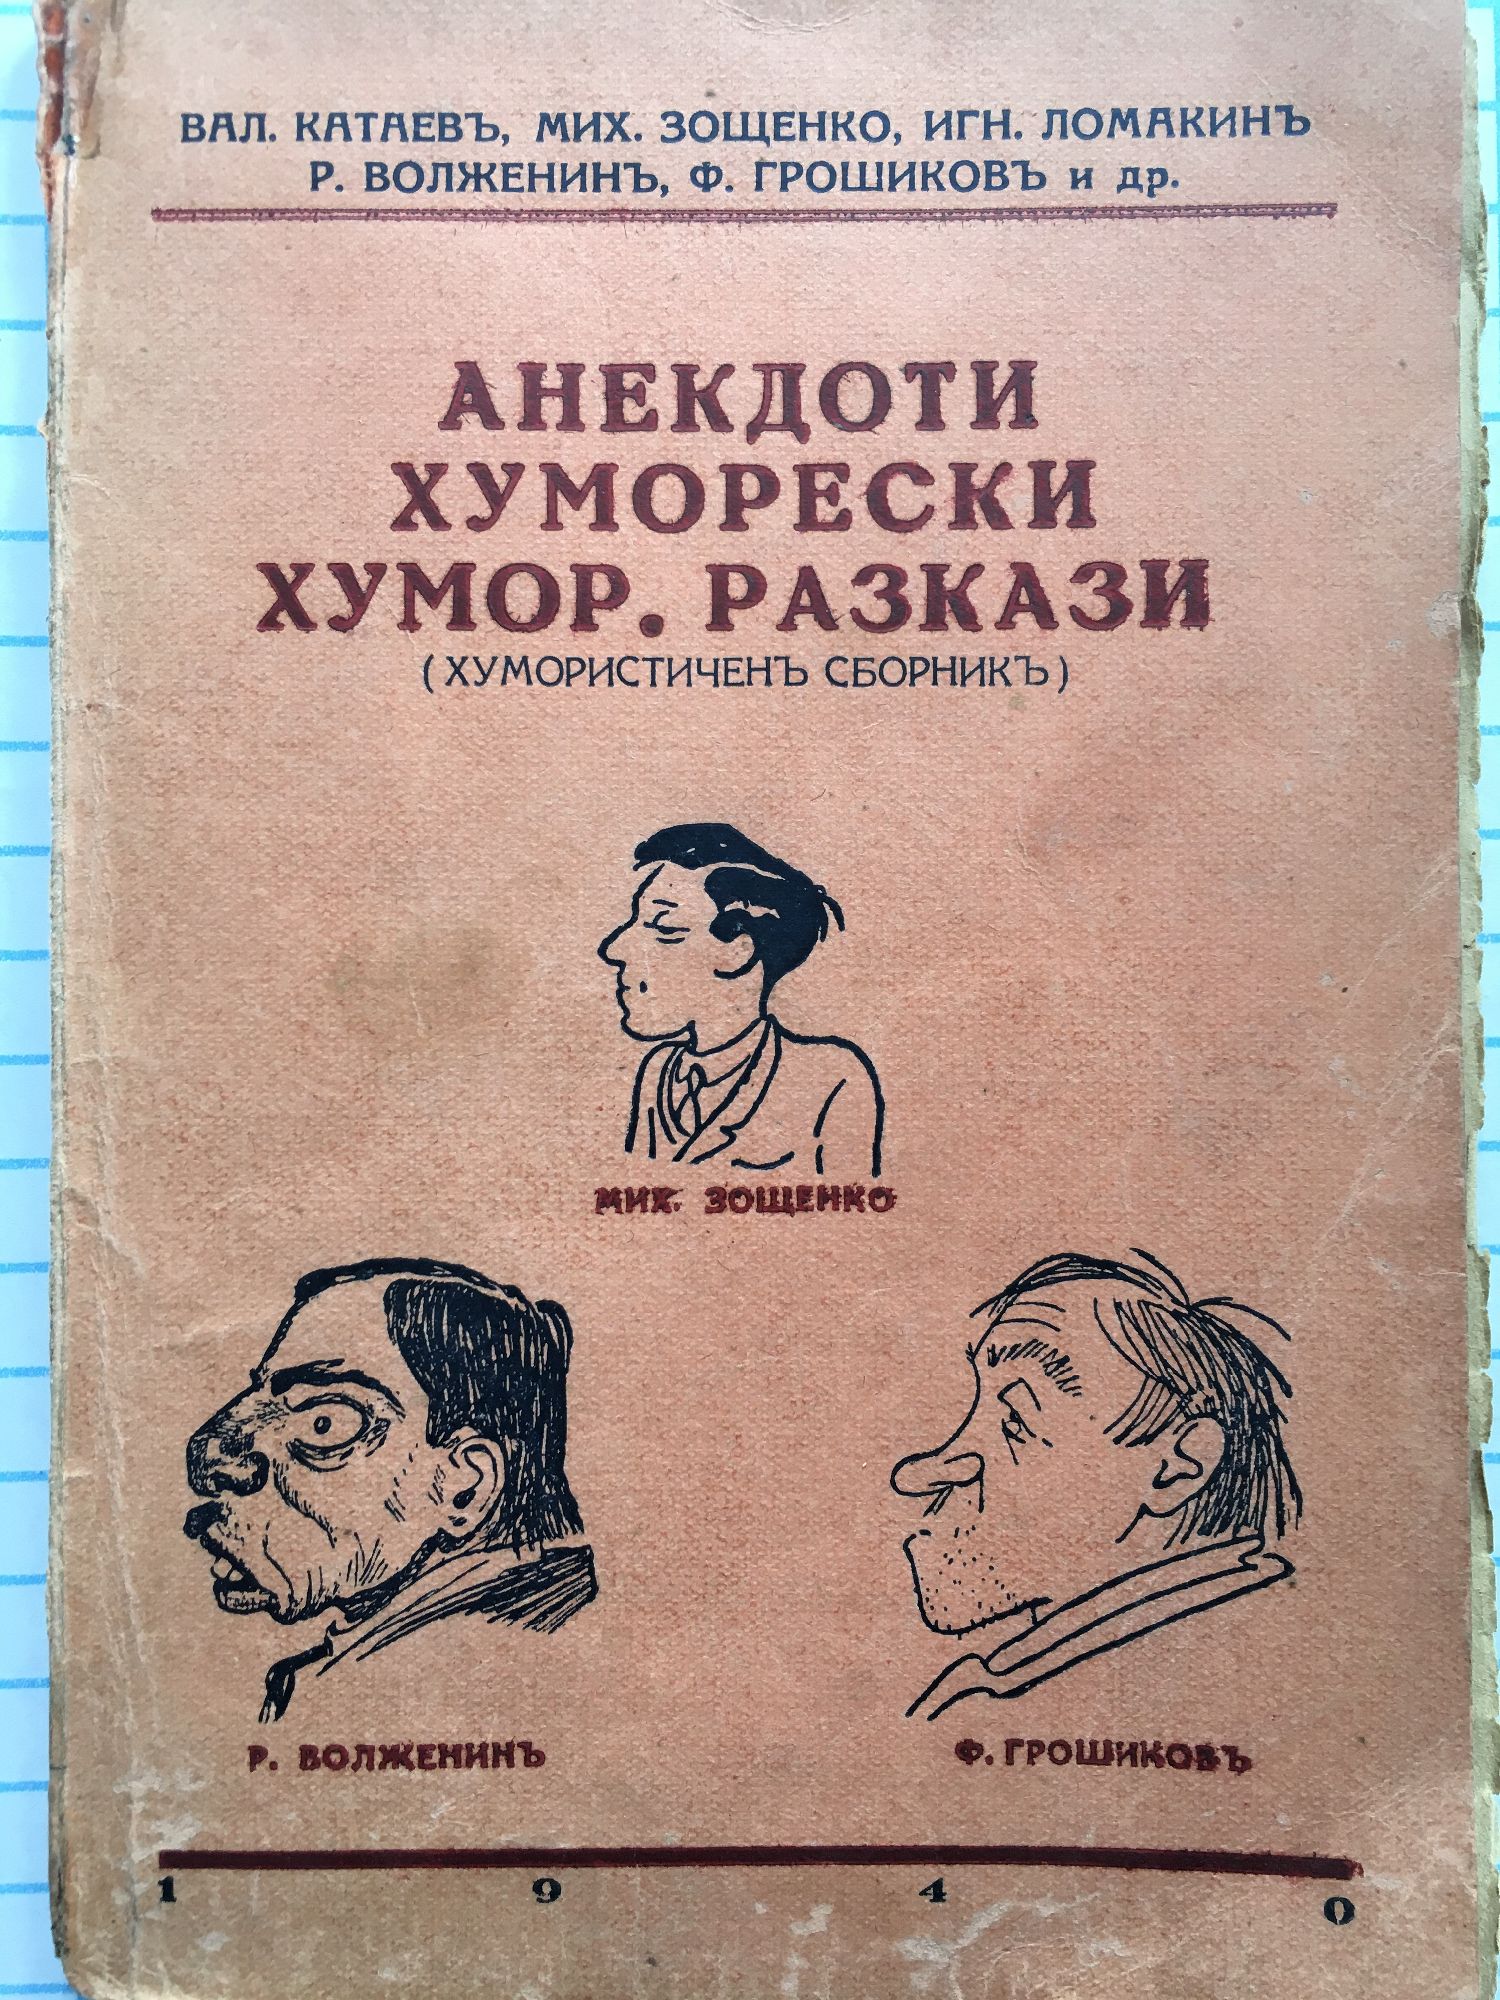 ВАЛ. КАТАЕВЪ, МИХ. ЗОЩЕНКО, ИГН. ЛОМАКИНЪ
Р. ВОЛЖЕНИНЪ, Ф. ГРОШИКОВЪ и др.
АНЕКДОТИ
ХУМОРЕСКИ
ХУМОР. РАЗКАЗИ
(ХУМОРИСТИЧЕНЪ СБОРНИКЪ)
МИХ. ЗОЩЕНКО
Р. ВОЛЖЕНИНЪ
Ф. ГРОШИКОВЪ
1 9 4 0